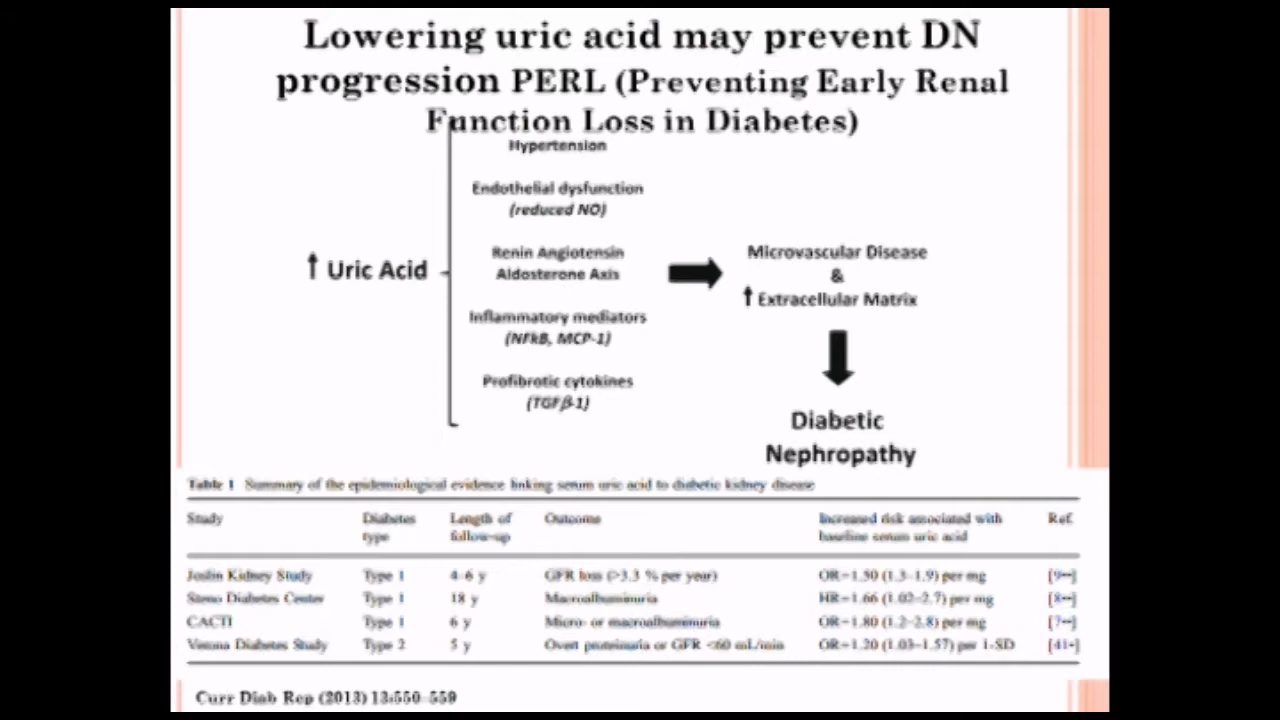 Lowering uric acid may prevent DN
progression PERL (Preventing Early Renal
Function Loss in Diabetes)
Hypertension
Endothelial dysfunction
(reduced NO)
Renin Angiotensin
Aldosterone Axis
Inflammatory mediators
(NFkB, MCP-1)
Profibrotic cytokines
(TGFβ-1)
↑ Uric Acid
Microvascular Disease
&
↑ Extracellular Matrix
Diabetic
Nephropathy
Table 1 Summary of the epidemiological evidence linking serum uric acid to diabetic kidney disease
Study Diabetes type Length of follow-up Outcome Increased risk associated with baseline serum uric acid Ref.
Joslin Kidney Study Type 1 4–6 y GFR loss (>3.3 % per year) OR=1.50 (1.3–1.9) per mg [9••]
Steno Diabetes Center Type 1 18 y Macroalbuminuria HR=1.66 (1.02–2.7) per mg [8••]
CACTI Type 1 6 y Micro- or macroalbuminuria OR=1.80 (1.2–2.8) per mg [7••]
Verona Diabetes Study Type 2 5 y Overt proteinuria or GFR <60 mL/min OR=1.20 (1.03–1.57) per 1-SD [41•]
Curr Diab Rep (2013) 13:550–559